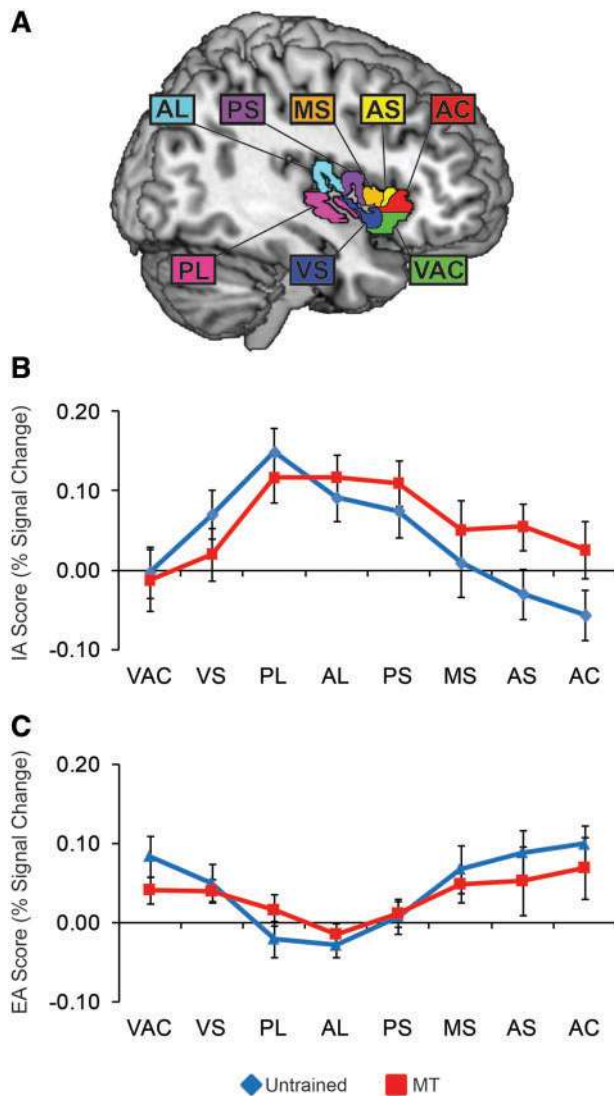 A
AL PS MS AS AC
PL VS VAC
B
IA Score (% Signal Change)
0.20
0.10
0.00
-0.10
VAC VS PL AL PS MS AS AC
C
EA Score (% Signal Change)
0.20
0.10
0.00
-0.10
VAC VS PL AL PS MS AS AC
Untrained MT